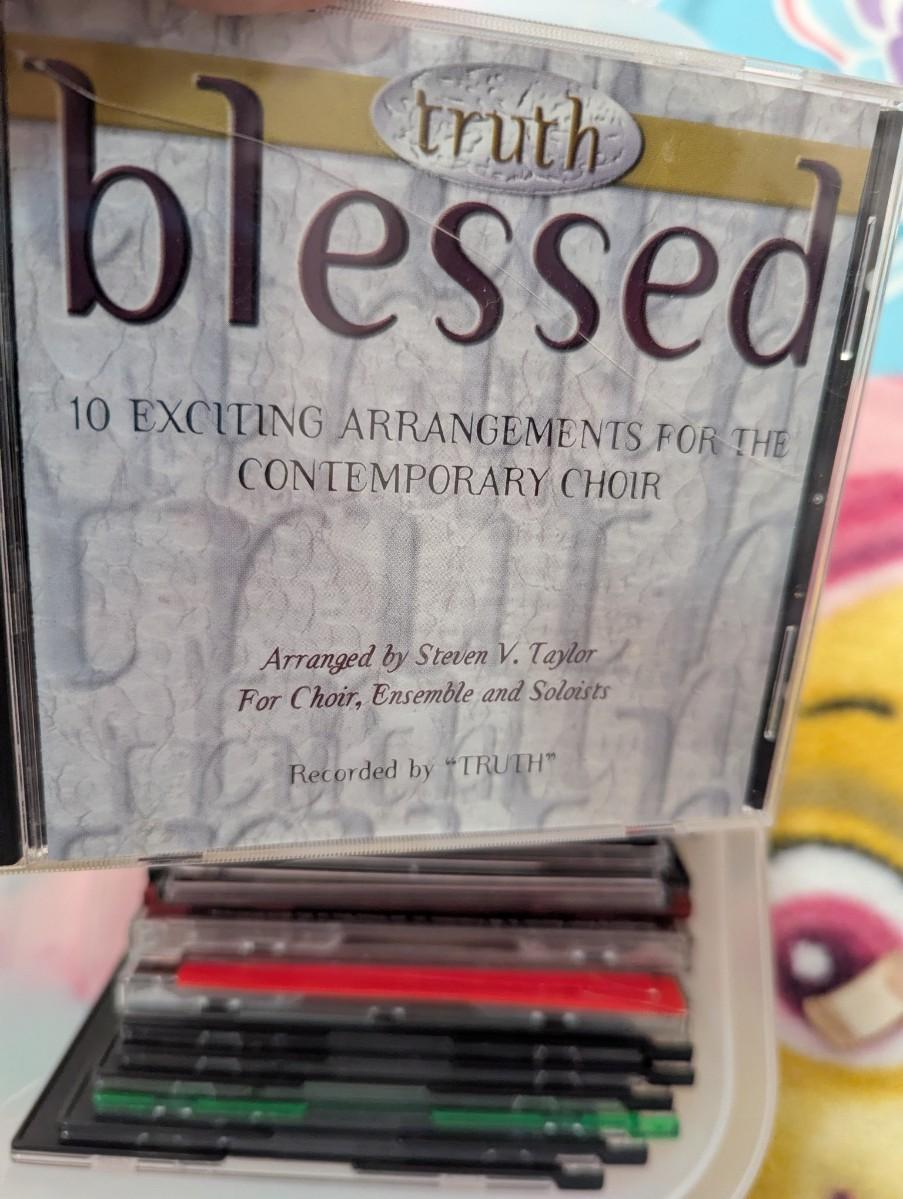 truth
blessed
10 EXCITING ARRANGEMENTS FOR THE
CONTEMPORARY CHOIR
Arranged by Steven V. Taylor
For Choir, Ensemble and Soloists
Recorded by "TRUTH"